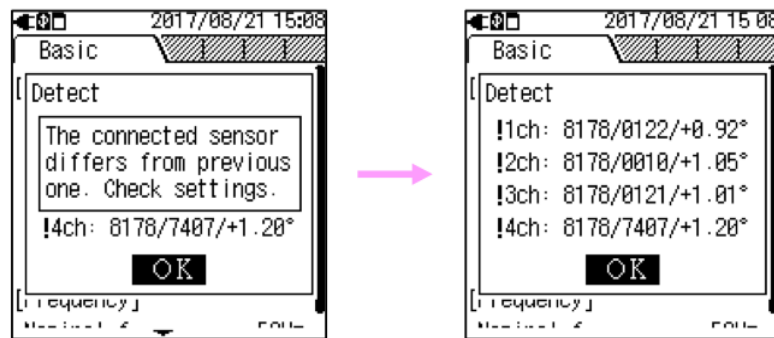 2017/08/21 15:08
Basic
[
Detect
The connected sensor
differs from previous
one. Check settings.
!4ch: 8178/7407/+1.20°
OK
[Frequency]
2017/08/21 15:08
Basic
[
Detect
!1ch: 8178/0122/+0.92°
!2ch: 8178/0010/+1.05°
!3ch: 8178/0121/+1.01°
!4ch: 8178/7407/+1.20°
OK
[Frequency]